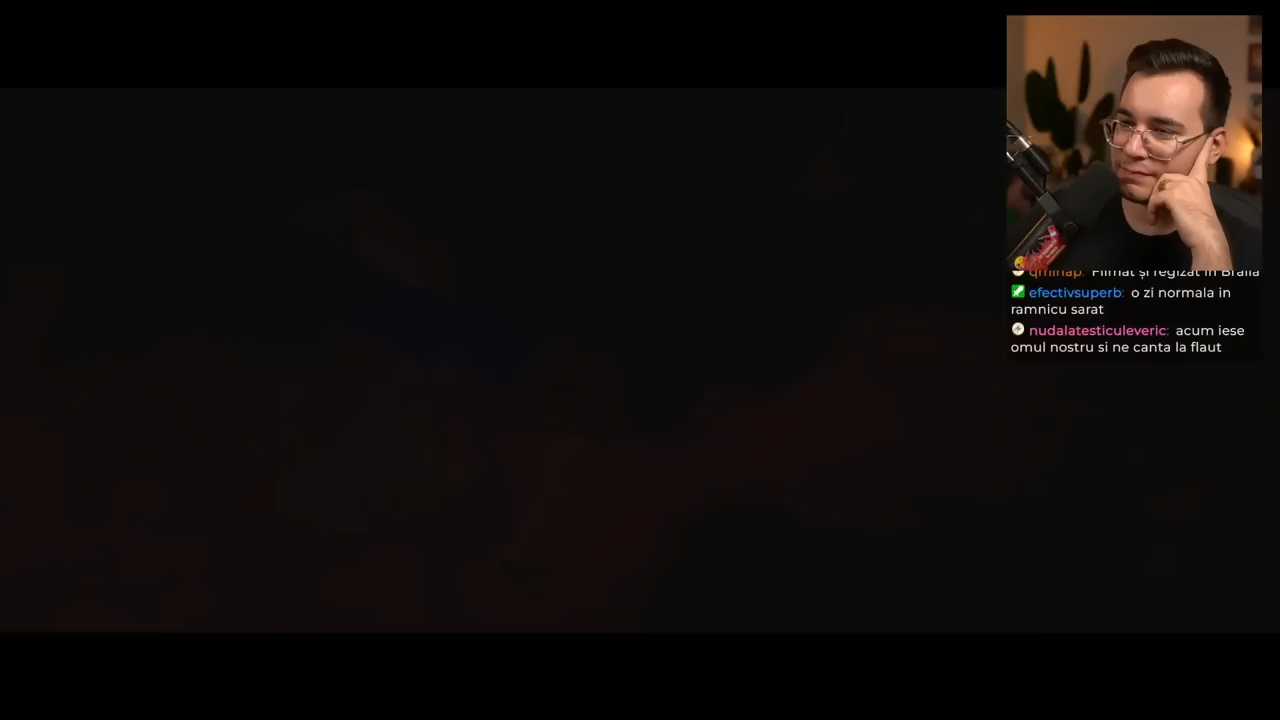 qminap: Filmat și regizat în Brăila
efectivsuperb: o zi normala in
ramnicu sarat
nudalatesticuleveric: acum iese
omul nostru si ne canta la flaut